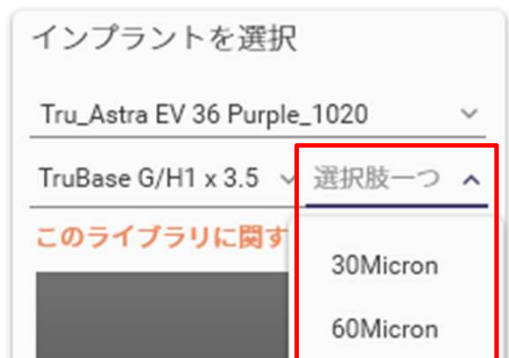 インプラントを選択
Tru_Astra EV 36 Purple_1020
TruBase G/H1 x 3.5 選択肢一つ
このライブラリに関す
30Micron
60Micron